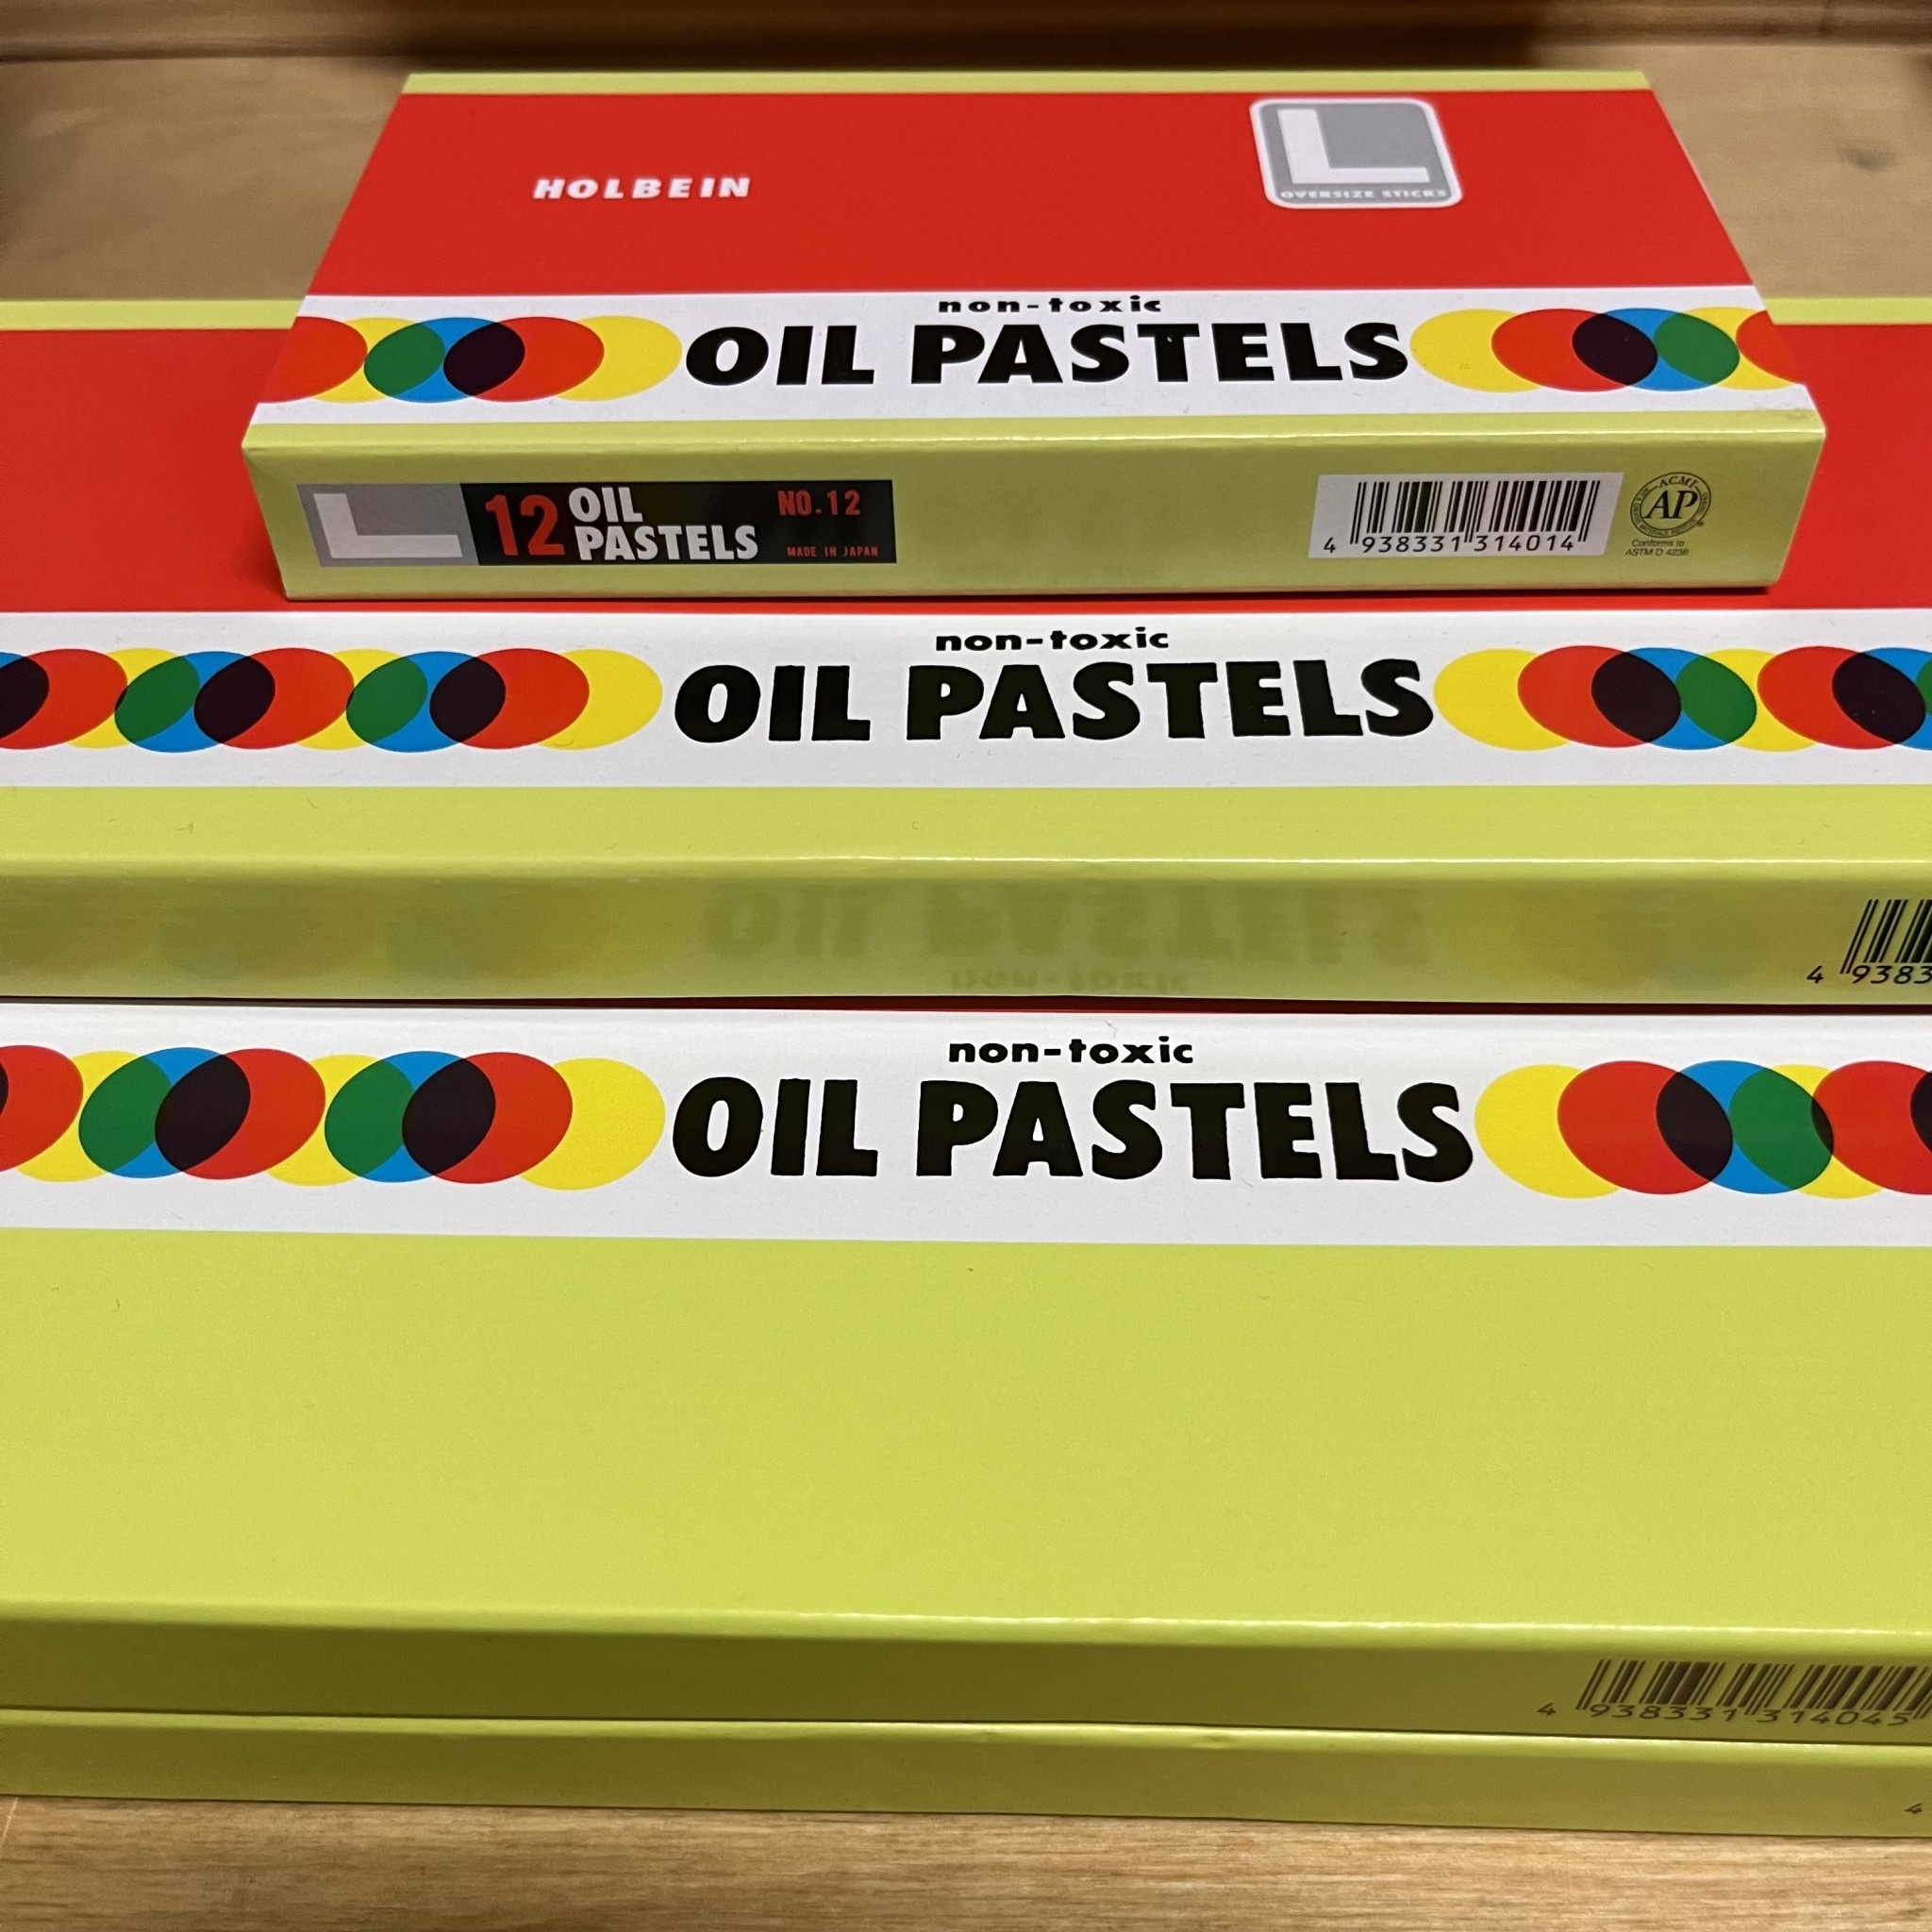 HOLBEIN
L
OVERSIZE STICKS
non-toxic
OIL PASTELS
L
12 OIL PASTELS
NO.12
MADE IN JAPAN
4 938331 314014
ACMI
AP
Conforms to
ASTM D 4236
non-toxic
OIL PASTELS
4 9383
non-toxic
OIL PASTELS
4 938331 314045
4